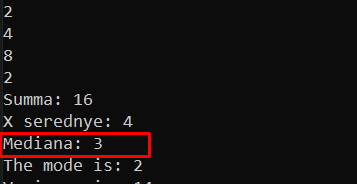 2
4
8
2
Summa: 16
X serednye: 4
Mediana: 3
The mode is: 2